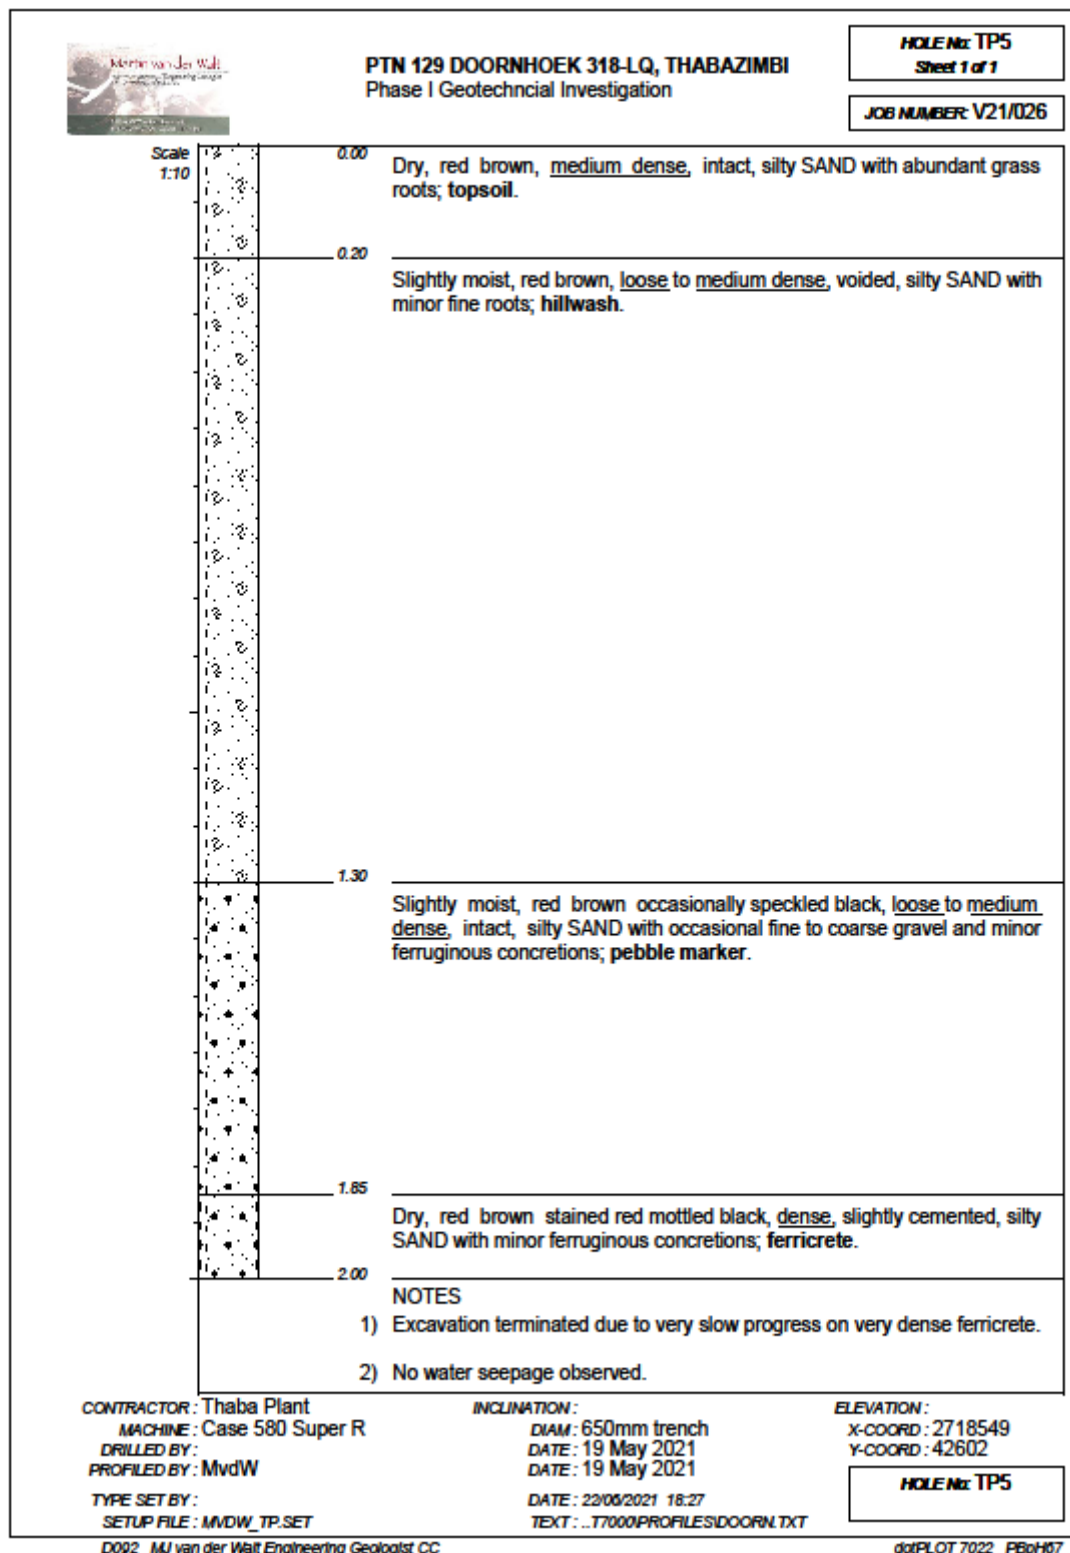 Martin van der Walt
HOLE No: TP5
Sheet 1 of 1
PTN 129 DOORNHOEK 318-LQ, THABAZIMBI
Phase I Geotechncial Investigation
JOB NUMBER: V21/026
Scale
1:10
0.00
Dry, red brown, medium dense, intact, silty SAND with abundant grass
roots; topsoil.
0.20
Slightly moist, red brown, loose to medium dense, voided, silty SAND with
minor fine roots; hillwash.
1.30
Slightly moist, red brown occasionally speckled black, loose to medium
dense, intact, silty SAND with occasional fine to coarse gravel and minor
ferruginous concretions; pebble marker.
1.85
Dry, red brown stained red mottled black, dense, slightly cemented, silty
SAND with minor ferruginous concretions; ferricrete.
2.00
NOTES
1) Excavation terminated due to very slow progress on very dense ferricrete.
2) No water seepage observed.
CONTRACTOR : Thaba Plant INCLINATION : ELEVATION :
MACHINE : Case 580 Super R DIAM : 650mm trench X-COORD : 2718549
DRILLED BY : DATE : 19 May 2021 Y-COORD : 42602
PROFILED BY : MvdW DATE : 19 May 2021
HOLE No: TP5
TYPE SET BY : DATE : 22/06/2021 18:27
SETUP FILE : MVDW_TP.SET TEXT : ..T7000\PROFILES\DOORN.TXT
D092 MJ van der Walt Engineering Geologist CC dotPLOT 7022 PBpH67